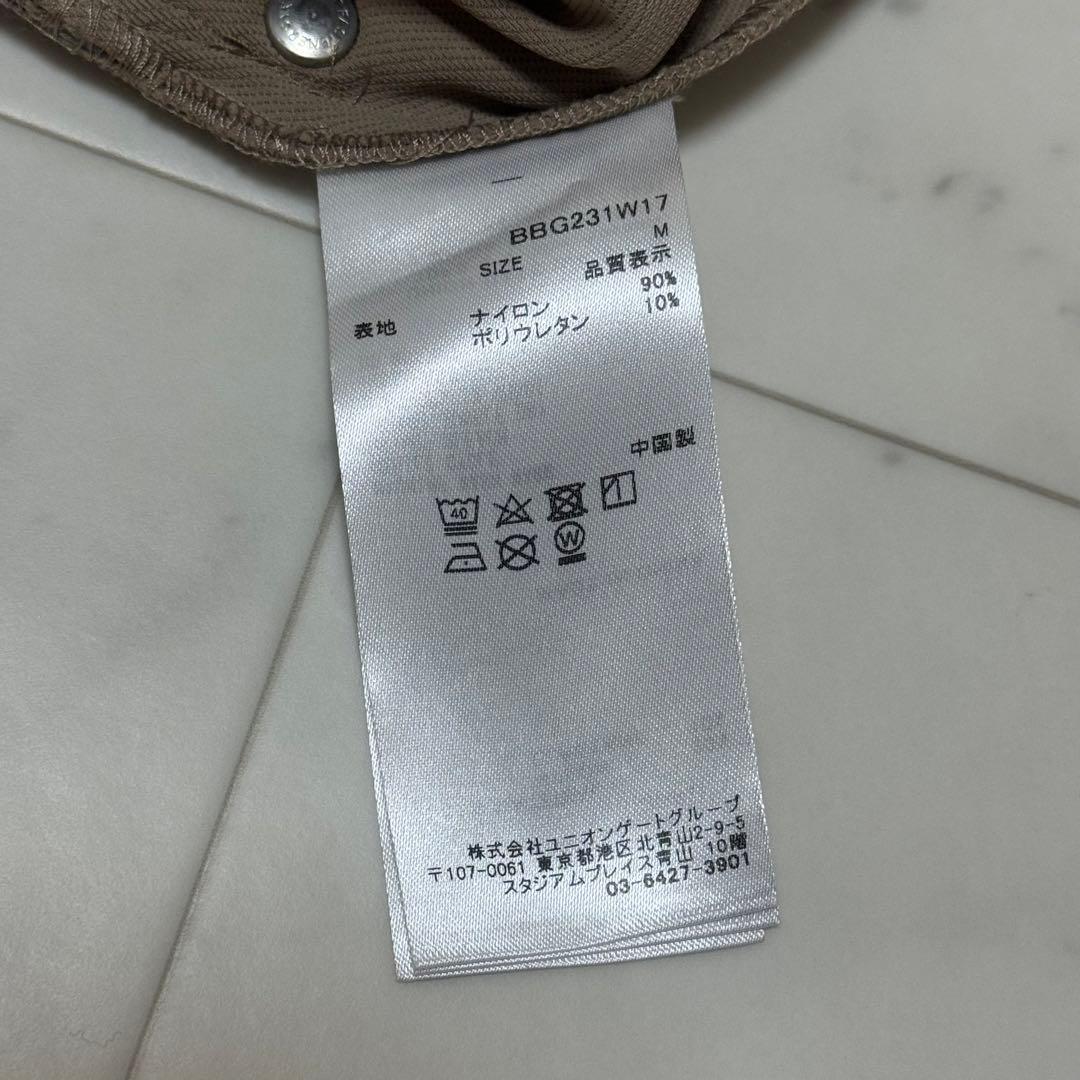 BBG231W17
SIZE M
品質表示
表地 ナイロン 90%
ポリウレタン 10%
中国製
40
W
株式会社ユニオンゲートグループ
〒107-0061 東京都港区北青山2-9-5
スタジアムプレイス青山 10階
03-6427-3901